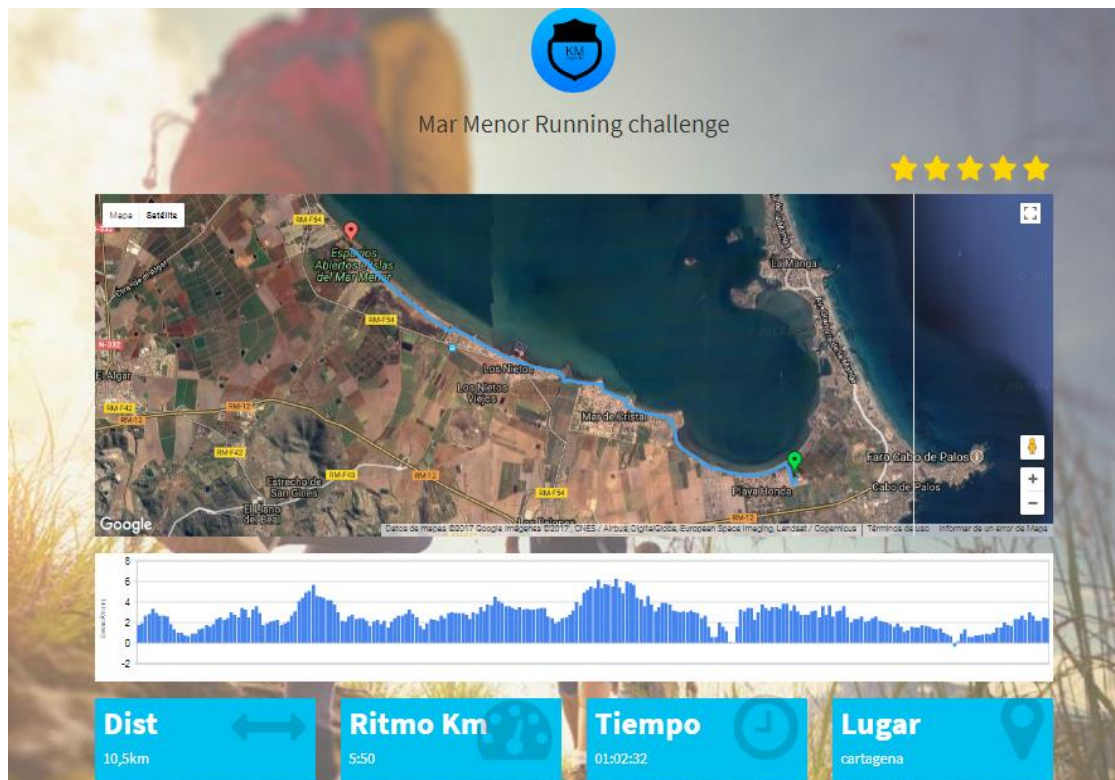 KM
Mar Menor Running challenge
Mapa Satélite
RM-F54
Espacios
Abiertos e Islas
del Mar Menor
La Manga
RM-F54
N-332
El Algar
Los Nietos
Los Nietos
Viejos
RM-F42
RM-12
RM-12
Mar de Cristal
RM-F42
Faro Cabo de Palos
RM-F43
RM-12
Estrecho de
San Ginés
Playa Honda
Cabo de Palos
RM-F54
El Llano
del Beal
RM-12
Google
Datos de mapas ©2017 Google Imágenes ©2017, CNES / Airbus, DigitalGlobe, European Space Imaging, Landsat / Copernicus
Términos de uso
Informar de un error de Maps
8
6
4
2
0
-2
Dist
10,5km
Ritmo Km
5:50
Tiempo
01:02:32
Lugar
cartagena